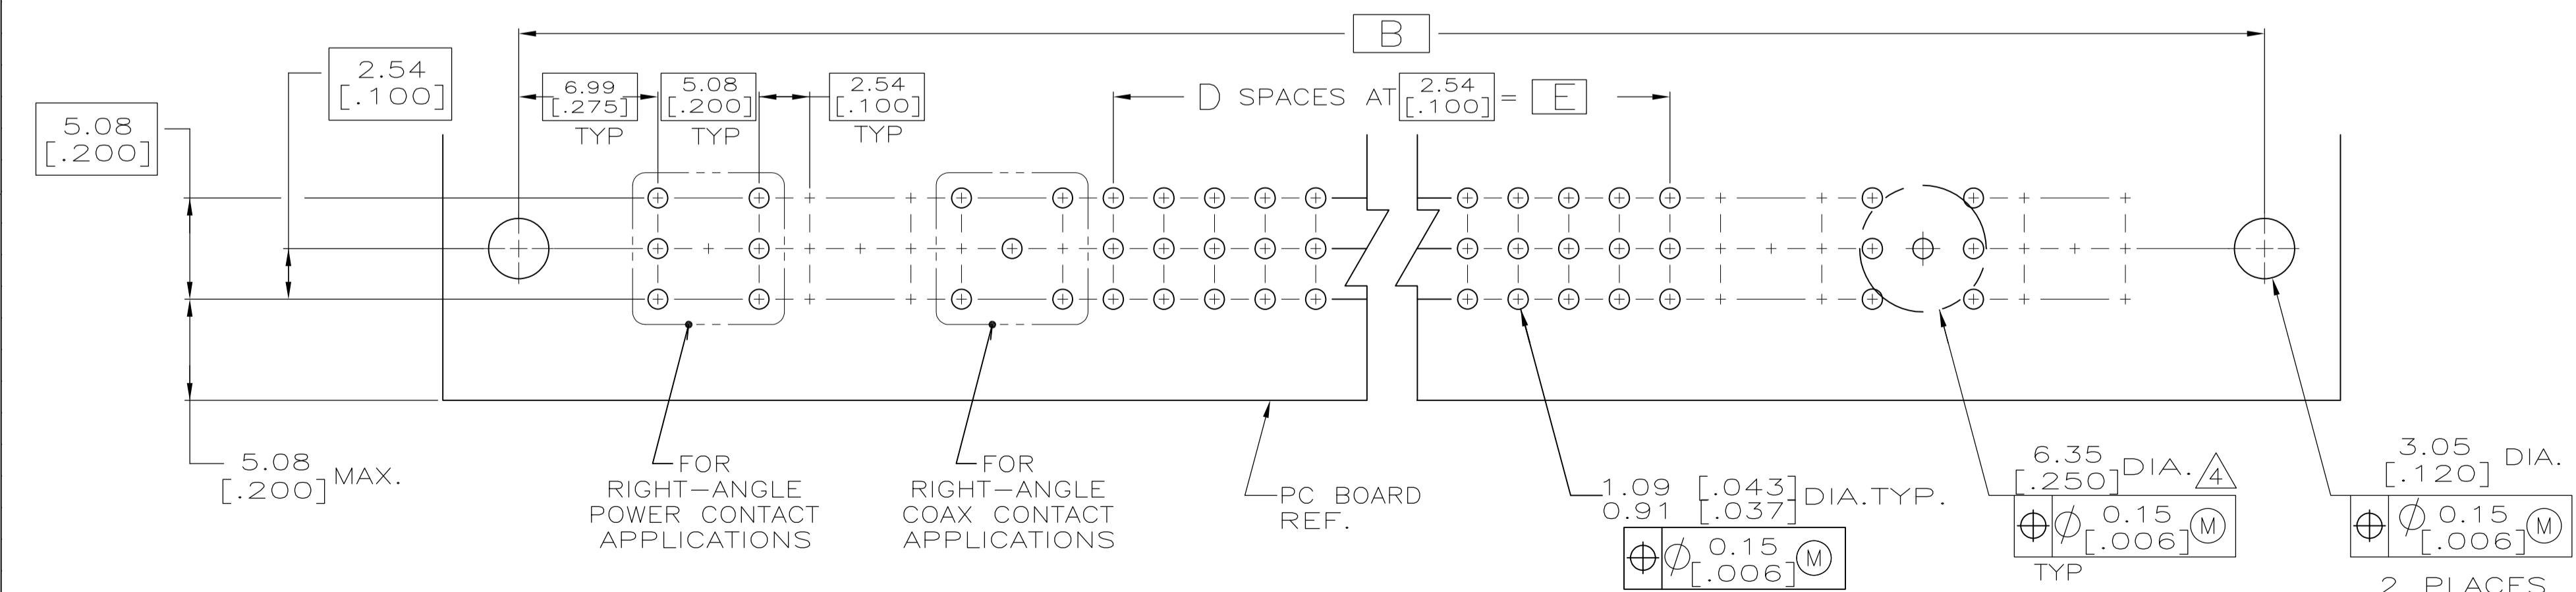 B
2.54
[.100]
5.08
[.200]
6.99
[.275]
TYP
5.08
[.200]
TYP
2.54
[.100]
TYP
D SPACES AT 2.54 [.100] = E
5.08
[.200] MAX.
FOR
RIGHT-ANGLE
POWER CONTACT
APPLICATIONS
FOR
RIGHT-ANGLE
COAX CONTACT
APPLICATIONS
PC BOARD
REF.
1.09 [.043]
0.91 [.037] DIA.TYP.
⌖ ∅ 0.15 [.006] Ⓜ
6.35
[.250] DIA. 4
⌖ ∅ 0.15 [.006] Ⓜ
TYP
3.05
[.120] DIA.
⌖ ∅ 0.15 [.006] Ⓜ
2 PLACES